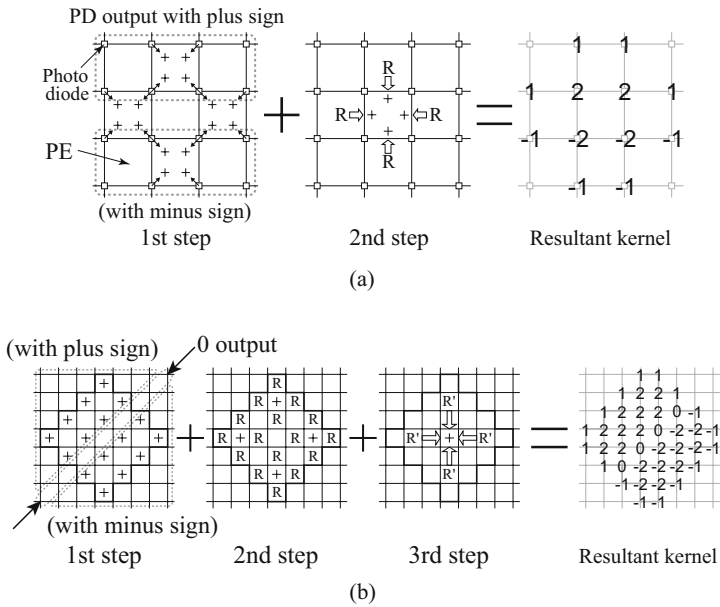 PD output with plus sign
Photo
diode
PE
(with minus sign)
1st step
+ + + + + + + + + + + +
+
R
R + + + + R
R
2nd step
=
1 1
1 2 2 1
-1 -2 -2 -1
-1 -1
Resultant kernel
(a)
(with plus sign)
0 output
(with minus sign)
1st step
+ + + + + + + + + + + + + + + +
+
R
R + R
R R R
R + R R + R
R R R
R + R
R
2nd step
+
R'
R' + R'
R'
3rd step
=
1 1
1 2 2 1
1 2 2 2 0 -1
1 2 2 2 0 -2 -2 -1
1 2 2 0 -2 -2 -2 -1
1 0 -2 -2 -2 -1
-1 -2 -2 -1
-1 -1
Resultant kernel
(b)